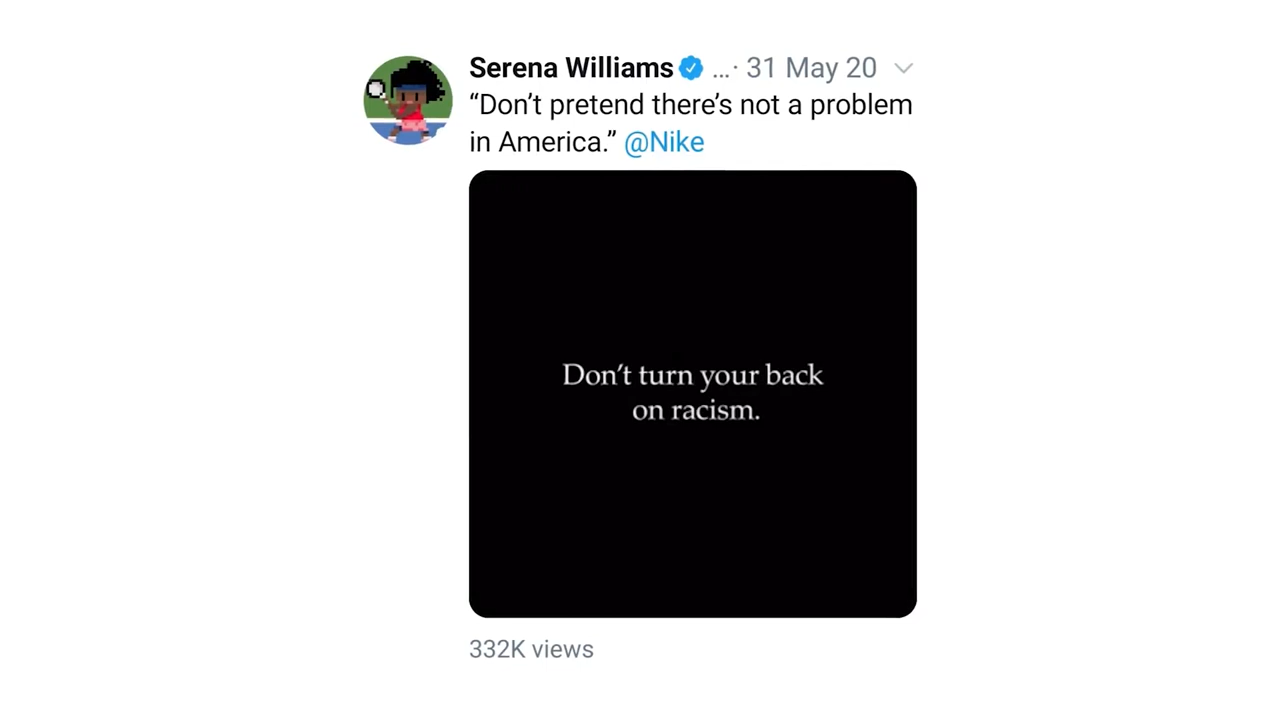 Serena Williams ...· 31 May 20
“Don’t pretend there’s not a problem
in America.” @Nike
Don’t turn your back
on racism.
332K views